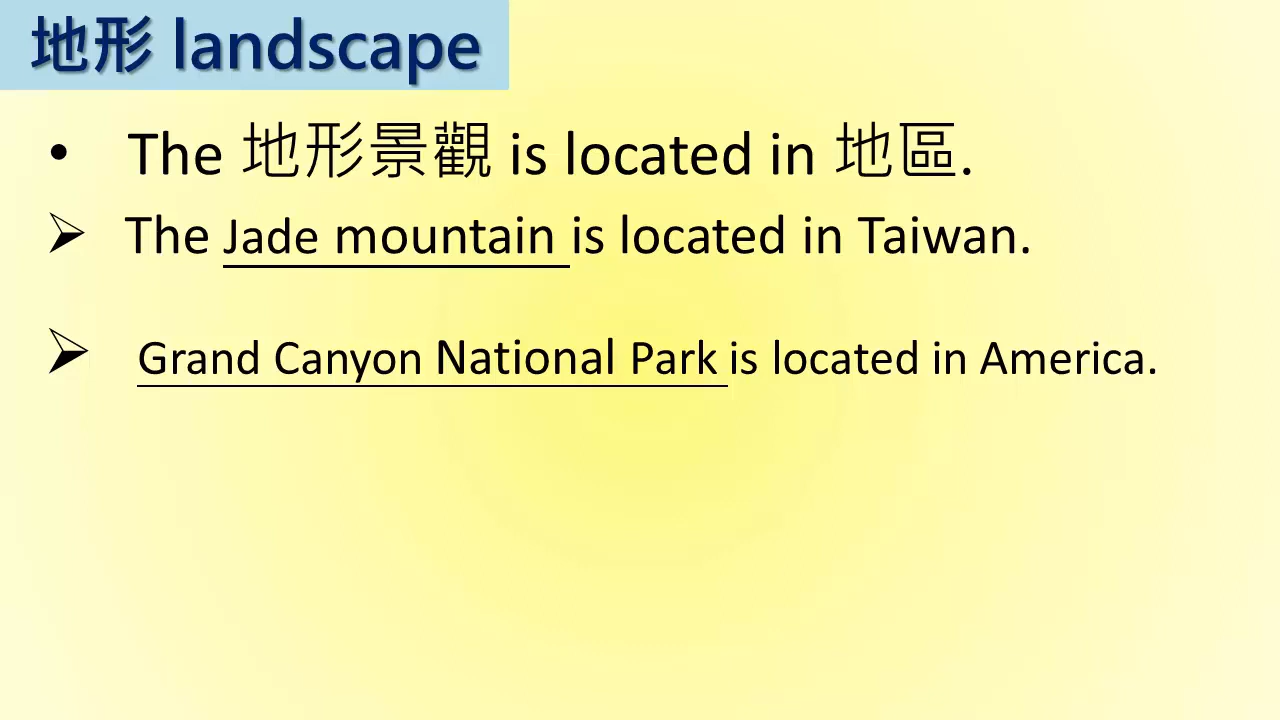 地形 landscape
• The 地形景觀 is located in 地區.
➢ The Jade mountain is located in Taiwan.
➢ Grand Canyon National Park is located in America.